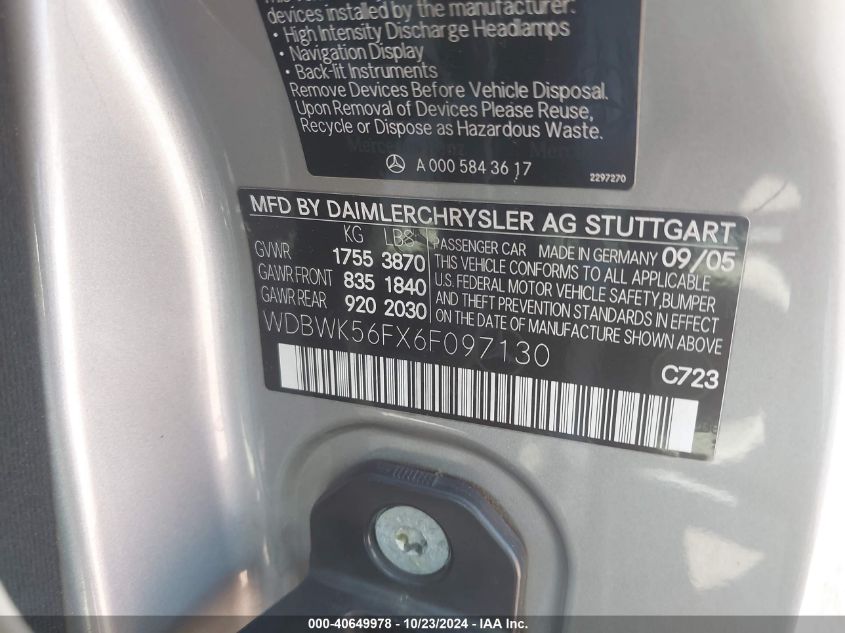 devices installed by the manufacturer:
• High Intensity Discharge Headlamps
• Navigation Display
• Back-lit Instruments
Remove Devices Before Vehicle Disposal.
Upon Removal of Devices Please Reuse,
Recycle or Dispose as Hazardous Waste.
A 000 584 36 17
2297270
MFD BY DAIMLERCHRYSLER AG STUTTGART
KG LBS
GVWR 1755 3870
GAWR FRONT 835 1840
GAWR REAR 920 2030
PASSENGER CAR MADE IN GERMANY 09/05
THIS VEHICLE CONFORMS TO ALL APPLICABLE
U.S. FEDERAL MOTOR VEHICLE SAFETY, BUMPER
AND THEFT PREVENTION STANDARDS IN EFFECT
ON THE DATE OF MANUFACTURE SHOWN ABOVE
WDBWK56FX6F097130
C723
000-40649978 - 10/23/2024 - IAA Inc.